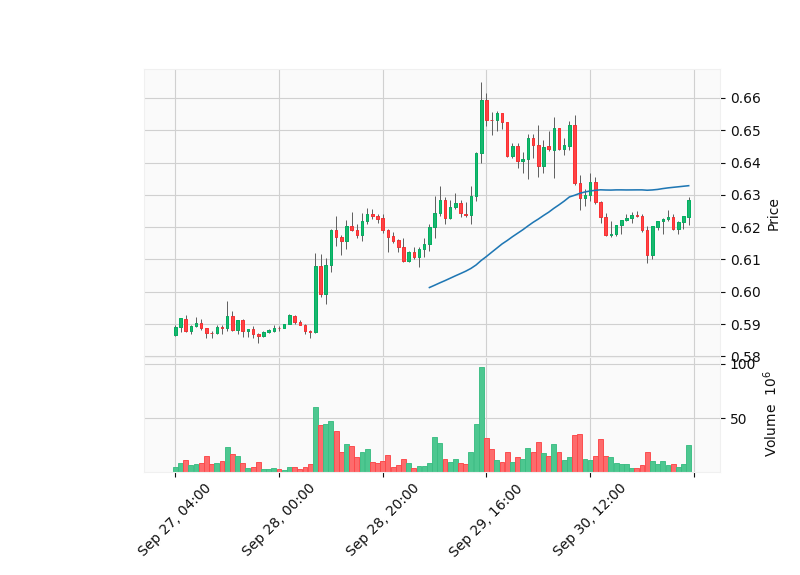 0.66
0.65
0.64
0.63
0.62
0.61
0.60
0.59
0.58
Price
100
50
Volume 10^6
Sep 27, 04:00
Sep 28, 00:00
Sep 28, 20:00
Sep 29, 16:00
Sep 30, 12:00